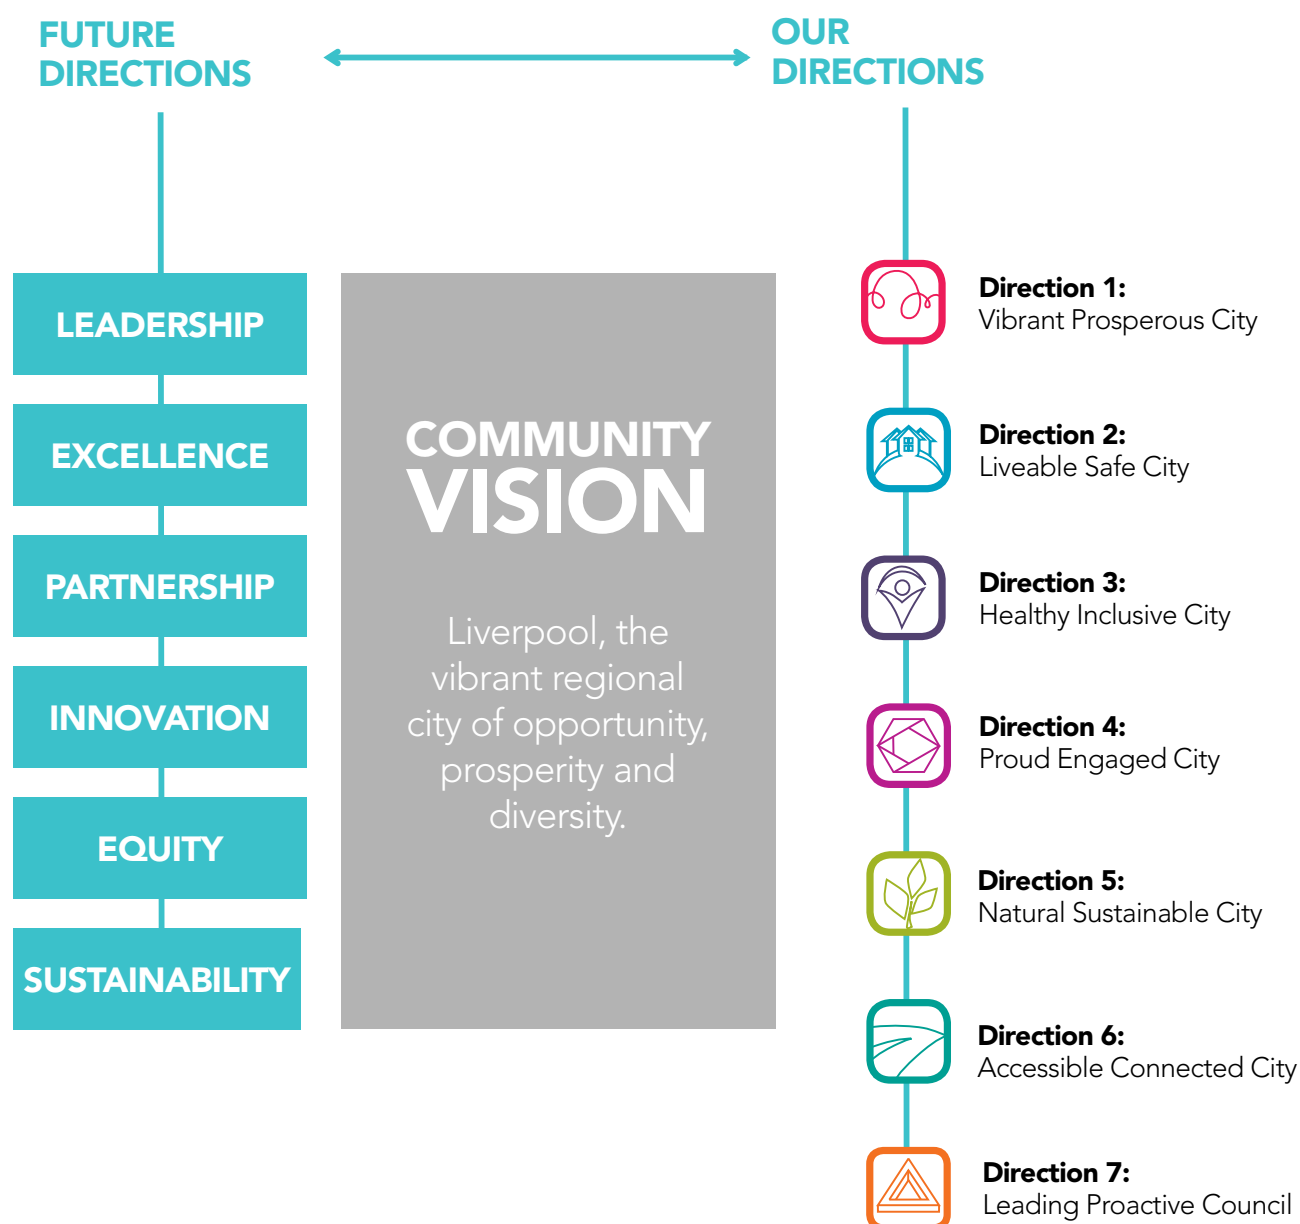 FUTURE
DIRECTIONS
OUR
DIRECTIONS
LEADERSHIP
EXCELLENCE
PARTNERSHIP
INNOVATION
EQUITY
SUSTAINABILITY
COMMUNITY
VISION
Liverpool, the
vibrant regional
city of opportunity,
prosperity and
diversity.
Direction 1:
Vibrant Prosperous City
Direction 2:
Liveable Safe City
Direction 3:
Healthy Inclusive City
Direction 4:
Proud Engaged City
Direction 5:
Natural Sustainable City
Direction 6:
Accessible Connected City
Direction 7:
Leading Proactive Council